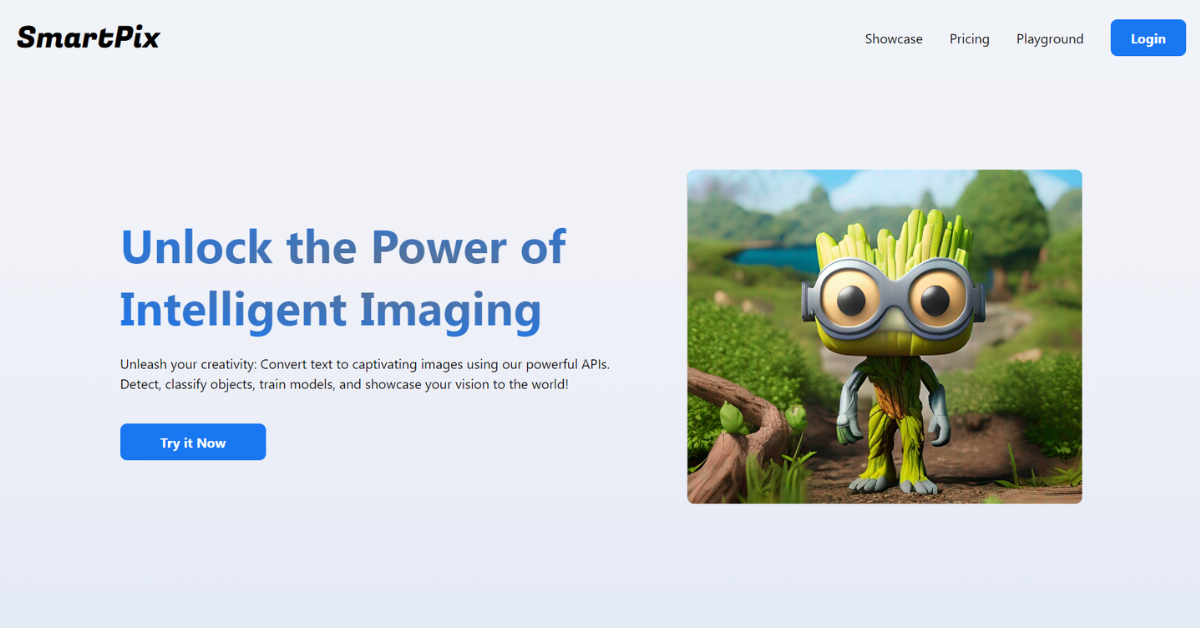 SmartPix
Showcase
Pricing
Playground
Login
Unlock the Power of
Intelligent Imaging
Unleash your creativity: Convert text to captivating images using our powerful APIs.
Detect, classify objects, train models, and showcase your vision to the world!
Try it Now